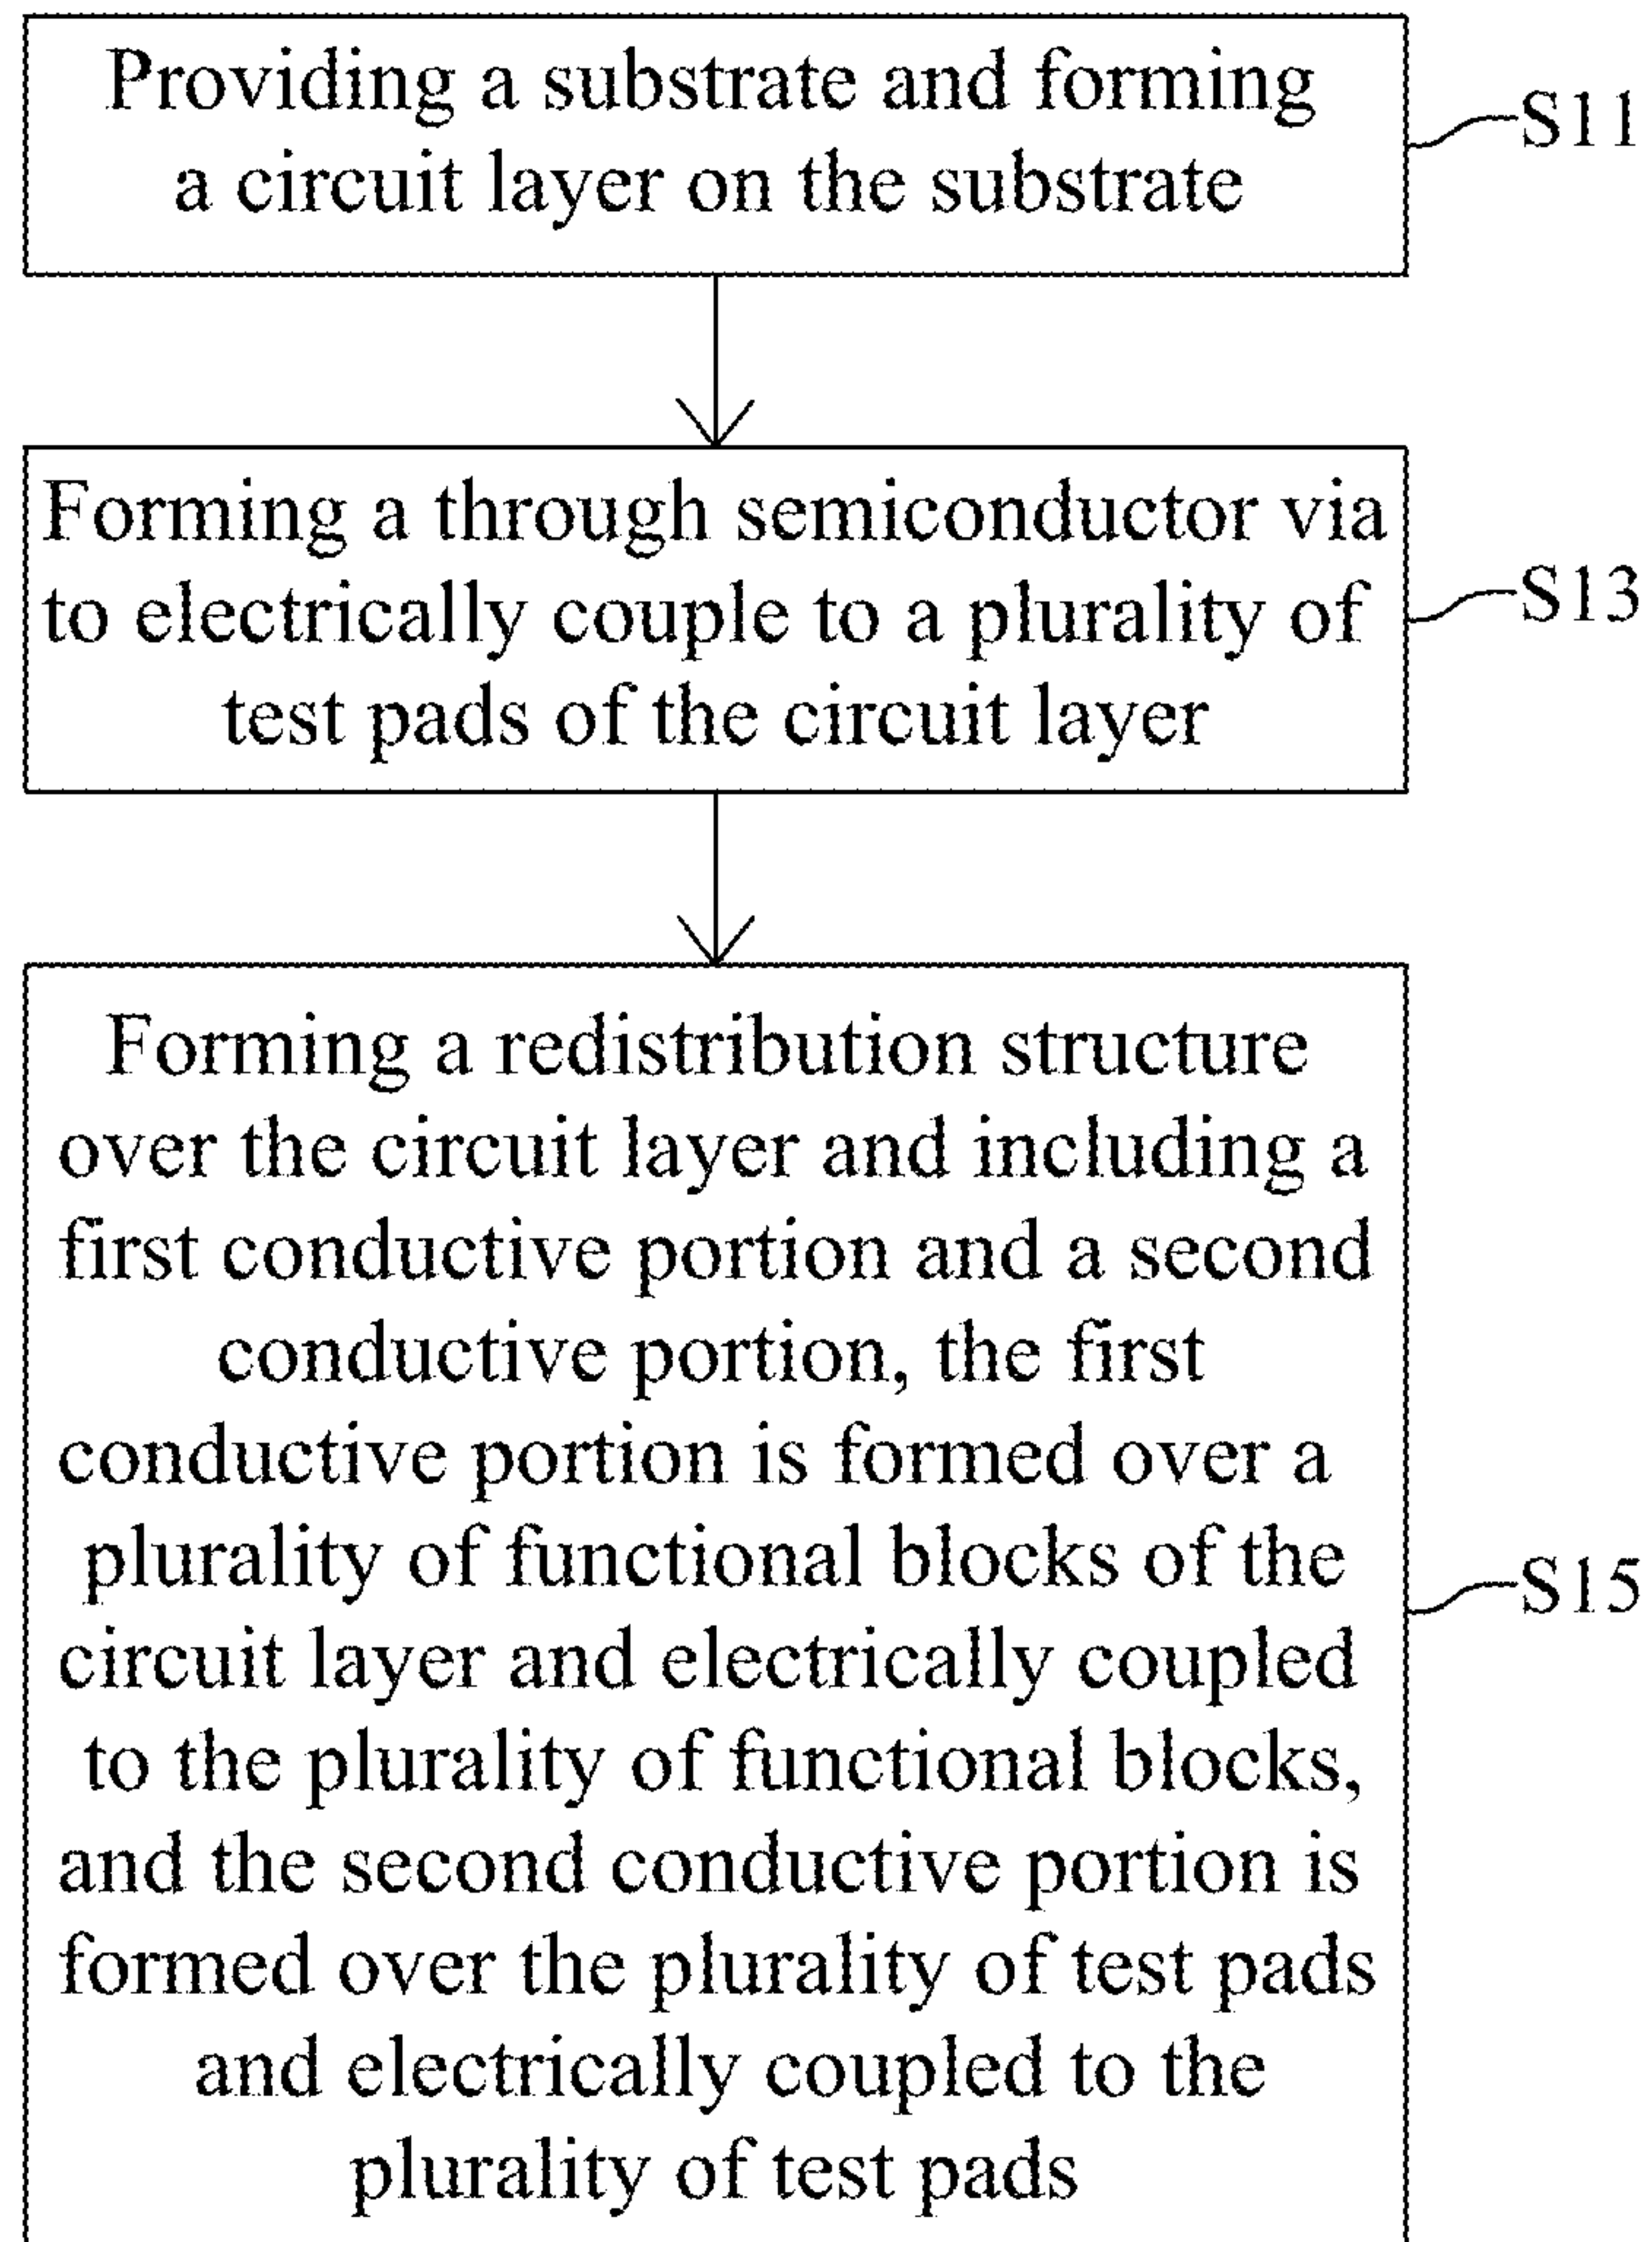 Providing a substrate and forming
a circuit layer on the substrate
S11
Forming a through semiconductor via
to electrically couple to a plurality of
test pads of the circuit layer
S13
Forming a redistribution structure
over the circuit layer and including a
first conductive portion and a second
conductive portion, the first
conductive portion is formed over a
plurality of functional blocks of the
circuit layer and electrically coupled
to the plurality of functional blocks,
and the second conductive portion is
formed over the plurality of test pads
and electrically coupled to the
plurality of test pads
S15